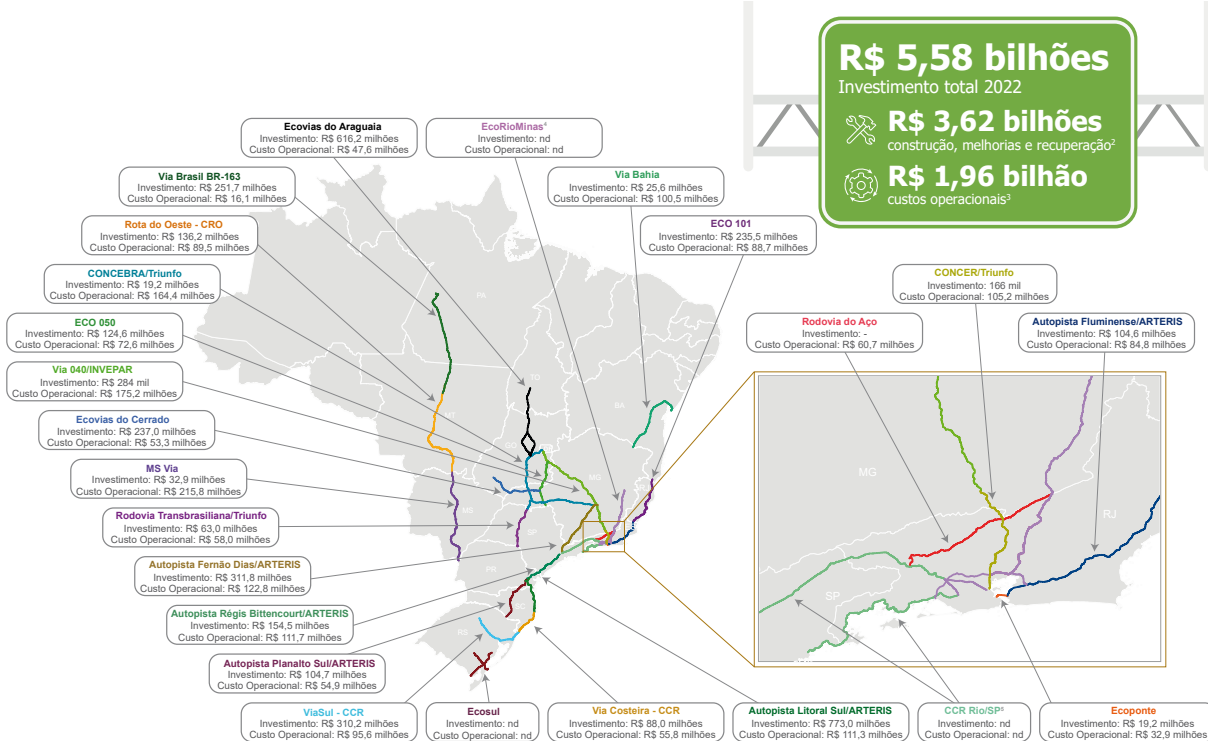 R$ 5,58 bilhões
Investimento total 2022
R$ 3,62 bilhões
construção, melhorias e recuperação²
R$ 1,96 bilhão
custos operacionais³
Ecovias do Araguaia
Investimento: R$ 616,2 milhões
Custo Operacional: R$ 47,6 milhões
EcoRioMinas⁴
Investimento: nd
Custo Operacional: nd
Via Brasil BR-163
Investimento: R$ 251,7 milhões
Custo Operacional: R$ 16,1 milhões
Via Bahia
Investimento: R$ 25,6 milhões
Custo Operacional: R$ 100,5 milhões
Rota do Oeste - CRO
Investimento: R$ 136,2 milhões
Custo Operacional: R$ 89,5 milhões
ECO 101
Investimento: R$ 235,5 milhões
Custo Operacional: R$ 88,7 milhões
CONCEBRA/Triunfo
Investimento: R$ 19,2 milhões
Custo Operacional: R$ 164,4 milhões
CONCER/Triunfo
Investimento: 166 mil
Custo Operacional: 105,2 milhões
ECO 050
Investimento: R$ 124,6 milhões
Custo Operacional: R$ 72,6 milhões
Rodovia do Aço
Investimento: -
Custo Operacional: R$ 60,7 milhões
Autopista Fluminense/ARTERIS
Investimento: R$ 104,6 milhões
Custo Operacional: R$ 84,8 milhões
Via 040/INVEPAR
Investimento: R$ 284 mil
Custo Operacional: R$ 175,2 milhões
Ecovias do Cerrado
Investimento: R$ 237,0 milhões
Custo Operacional: R$ 53,3 milhões
MS Via
Investimento: R$ 32,9 milhões
Custo Operacional: R$ 215,8 milhões
Rodovia Transbrasiliana/Triunfo
Investimento: R$ 63,0 milhões
Custo Operacional: R$ 58,0 milhões
Autopista Fernão Dias/ARTERIS
Investimento: R$ 311,8 milhões
Custo Operacional: R$ 122,8 milhões
Autopista Régis Bittencourt/ARTERIS
Investimento: R$ 154,5 milhões
Custo Operacional: R$ 111,7 milhões
Autopista Planalto Sul/ARTERIS
Investimento: R$ 104,7 milhões
Custo Operacional: R$ 54,9 milhões
ViaSul - CCR
Investimento: R$ 310,2 milhões
Custo Operacional: R$ 95,6 milhões
Ecosul
Investimento: nd
Custo Operacional: nd
Via Costeira - CCR
Investimento: R$ 88,0 milhões
Custo Operacional: R$ 55,8 milhões
Autopista Litoral Sul/ARTERIS
Investimento: R$ 773,0 milhões
Custo Operacional: R$ 111,3 milhões
Investimento: nd
Custo Operacional: nd
Ecoponte
Investimento: R$ 19,2 milhões
Custo Operacional: R$ 32,9 milhões
PA
TO
BA
MT
GO
MG
MS
SP
PR
SC
RS
MG
RJ
SP